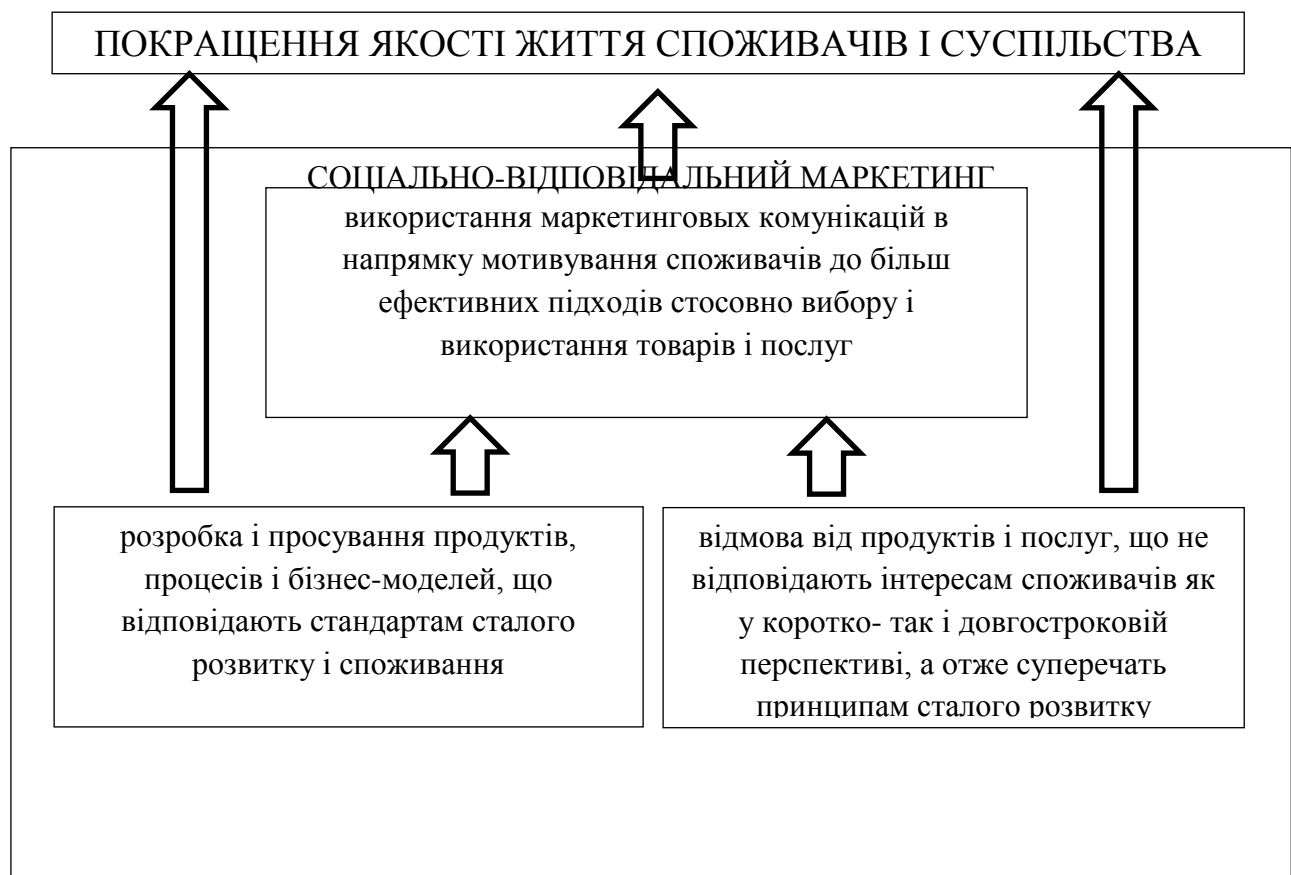 ПОКРАЩЕННЯ ЯКОСТІ ЖИТТЯ СПОЖИВАЧІВ І СУСПІЛЬСТВА
СОЦІАЛЬНО-ВІДПОВІДАЛЬНИЙ МАРКЕТИНГ
використання маркетингових комунікацій в
напрямку мотивування споживачів до більш
ефективних підходів стосовно вибору і
використання товарів і послуг
розробка і просування продуктів,
процесів і бізнес-моделей, що
відповідають стандартам сталого
розвитку і споживання
відмова від продуктів і послуг, що не
відповідають інтересам споживачів як
у коротко- так і довгостроковій
перспективі, а отже суперечать
принципам сталого розвитку